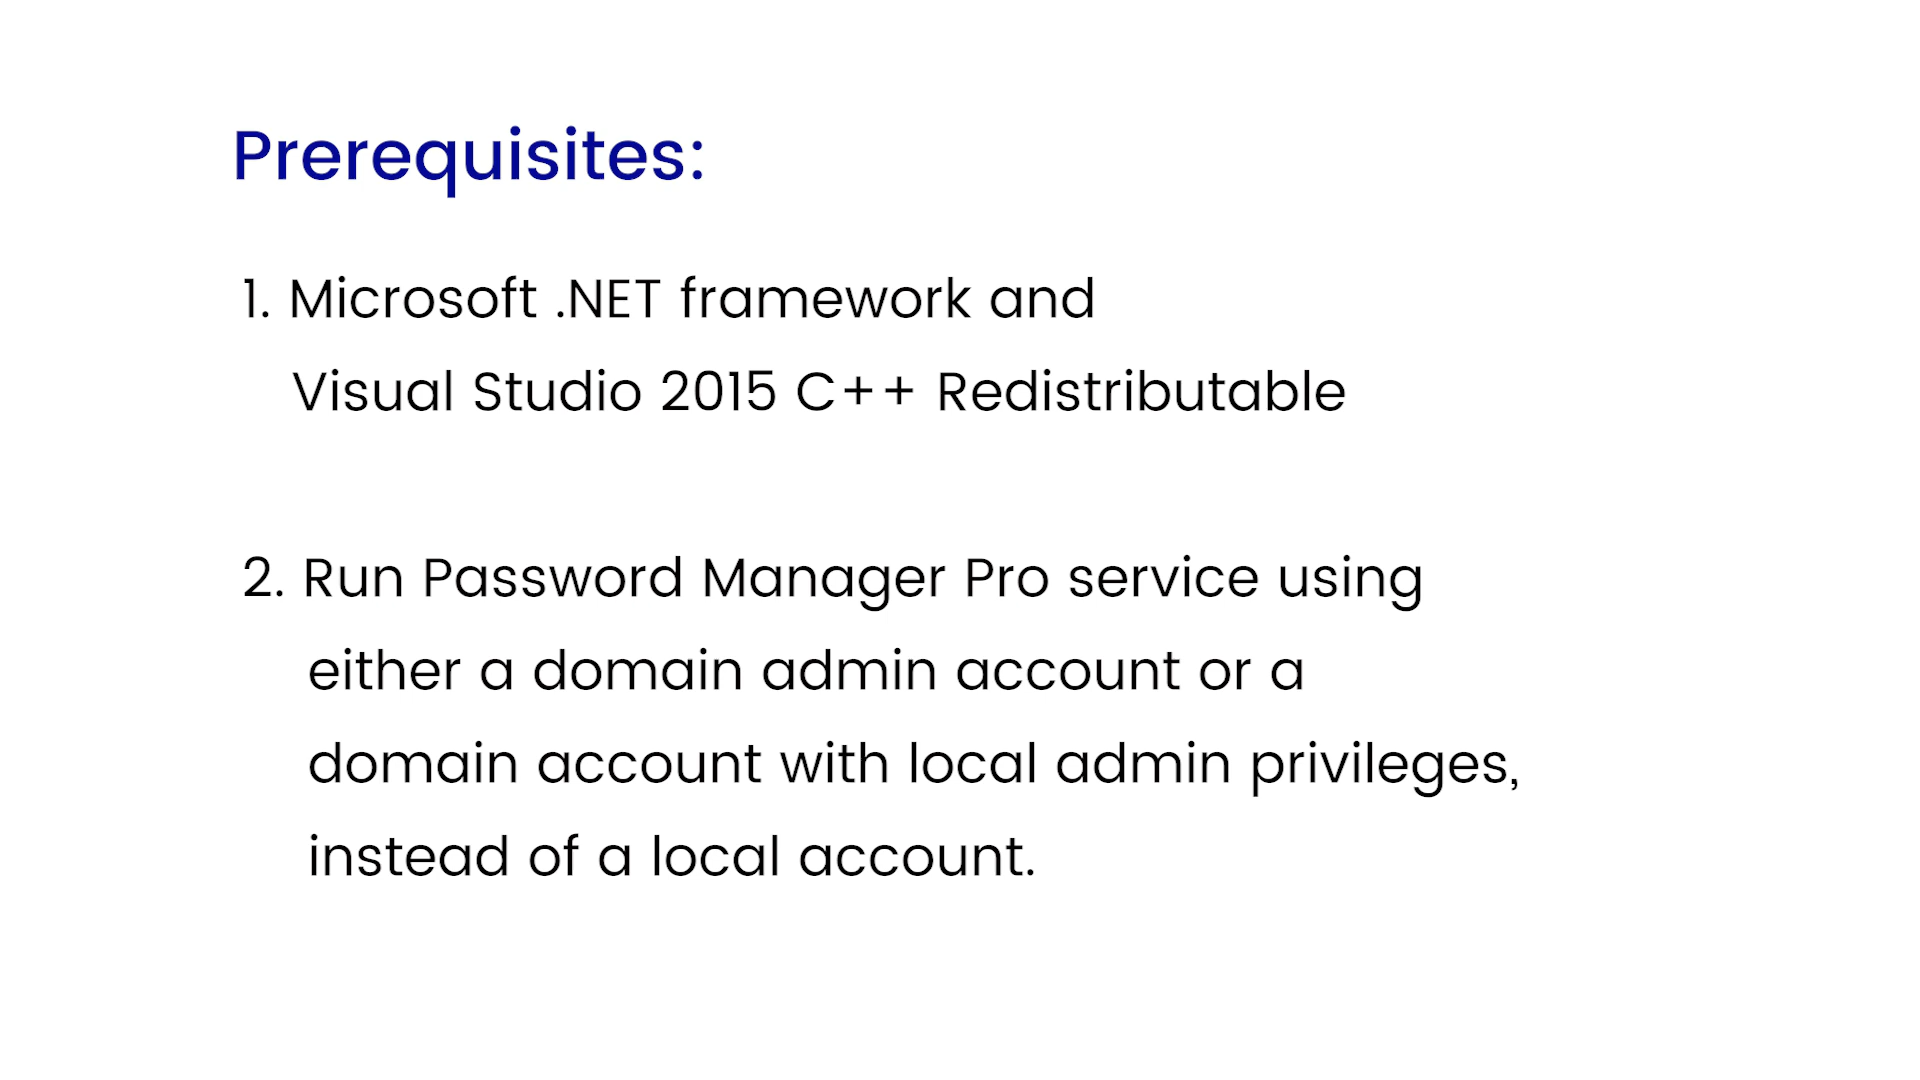 Prerequisites:
1. Microsoft .NET framework and
Visual Studio 2015 C++ Redistributable
2. Run Password Manager Pro service using
either a domain admin account or a
domain account with local admin privileges,
instead of a local account.